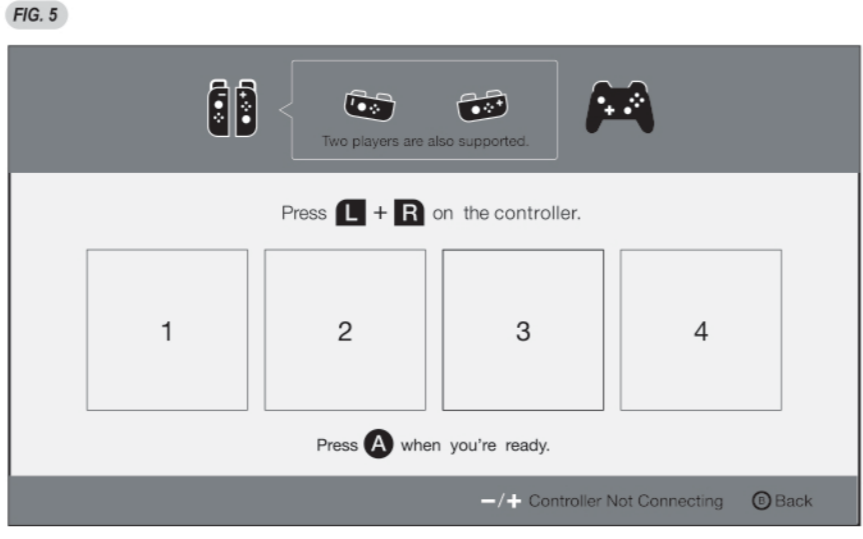 FIG. 5
Two players are also supported.
Press L + R on the controller.
1 2 3 4
Press A when you're ready.
−/+ Controller Not Connecting B Back